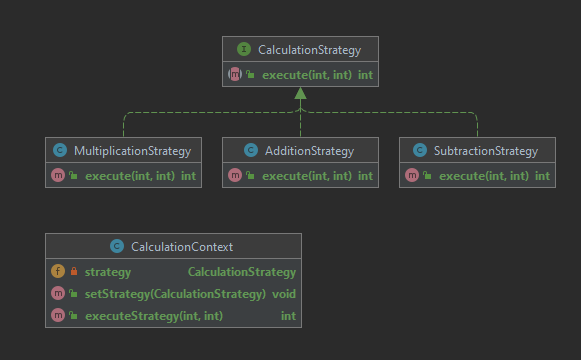 I CalculationStrategy
m execute(int, int) int
C MultiplicationStrategy
m execute(int, int) int
C AdditionStrategy
m execute(int, int) int
C SubtractionStrategy
m execute(int, int) int
C CalculationContext
f strategy CalculationStrategy
m setStrategy(CalculationStrategy) void
m executeStrategy(int, int) int